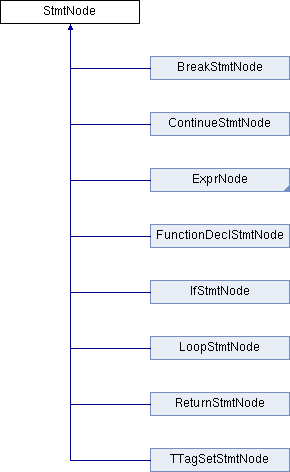 StmtNode
BreakStmtNode
ContinueStmtNode
ExprNode
FunctionDeclStmtNode
IfStmtNode
LoopStmtNode
ReturnStmtNode
TTagSetStmtNode